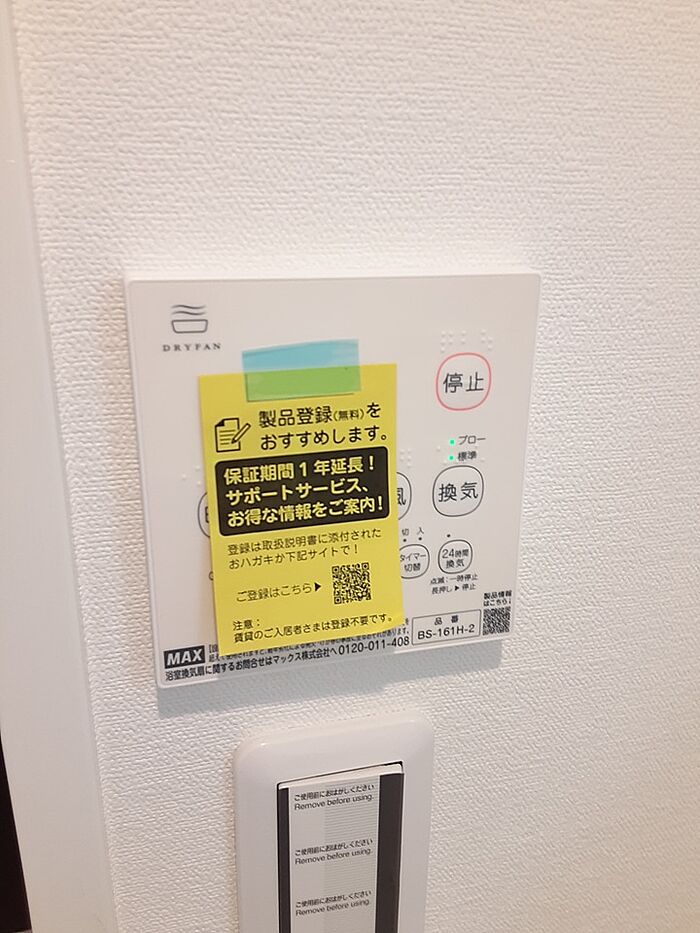 DRYFAN
停止
製品登録(無料)を
おすすめします。
保証期間1年延長!
サポートサービス、
お得な情報をご案内!
登録は取扱説明書に添付された
おハガキか下記サイトで!
ご登録はこちら▶
注意:
賃貸のご入居者さまは登録不要です。
ブロー
標準
風
換気
切 入
タイマー
切替
24時間
換気
点滅:一時停止
長押し▶停止
製品情報
はこちら↓
品番
BS-161H-2
MAX
浴室換気扇に関するお問合せはマックス株式会社へ0120-011-408
ご使用前におはがしください
Remove before using.
ご使用前におはがしください
Remove before using.
ご使用前におはがしください
Remove before using.